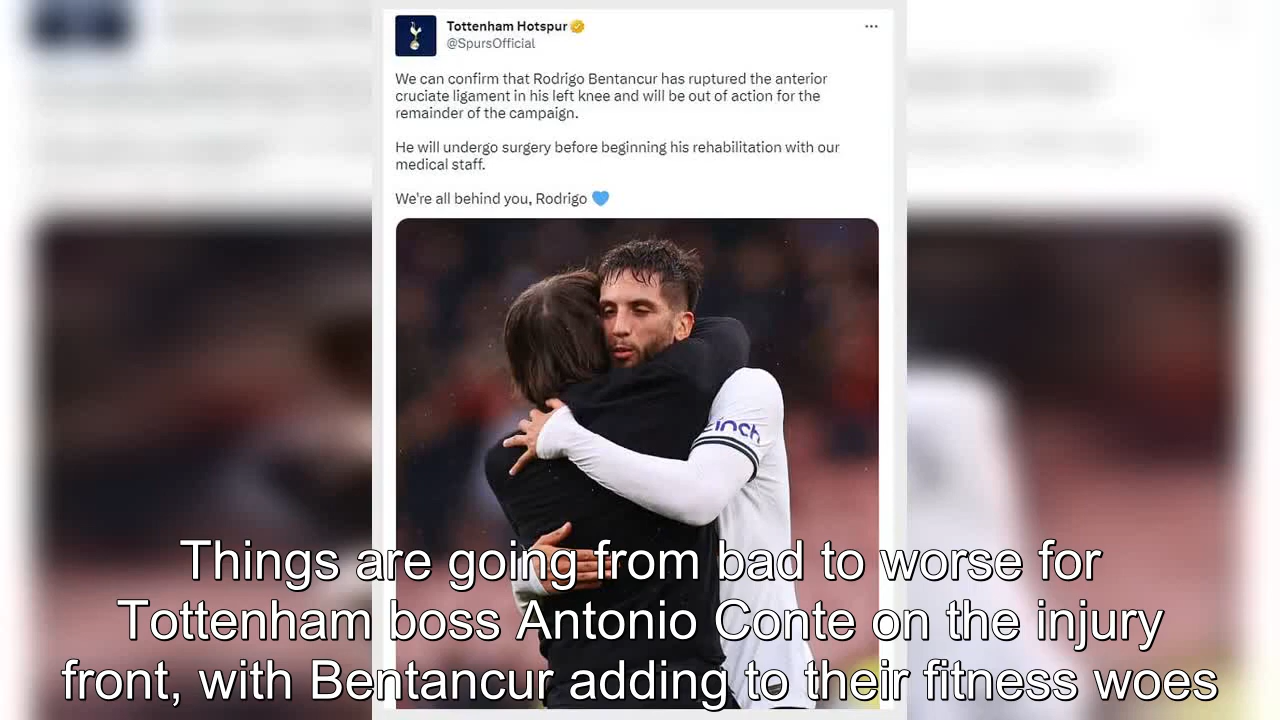 Tottenham Hotspur
@SpursOfficial
We can confirm that Rodrigo Bentancur has ruptured the anterior
cruciate ligament in his left knee and will be out of action for the
remainder of the campaign.
He will undergo surgery before beginning his rehabilitation with our
medical staff.
We're all behind you, Rodrigo 💙
cinch
Things are going from bad to worse for
Tottenham boss Antonio Conte on the injury
front, with Bentancur adding to their fitness woes